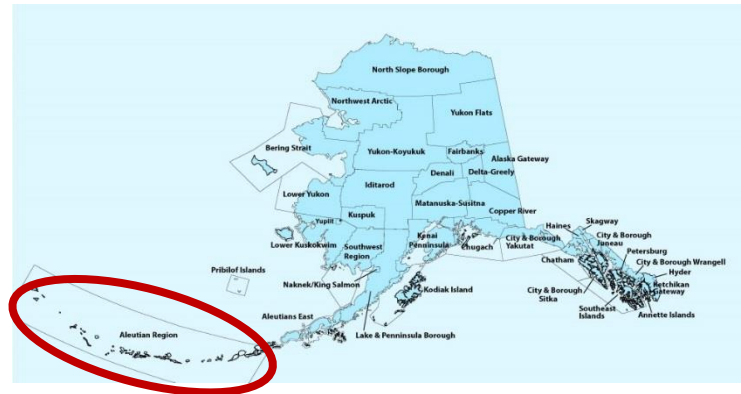 North Slope Borough
Northwest Arctic
Yukon Flats
Bering Strait
Yukon-Koyukuk
Fairbanks
Alaska Gateway
Denali
Delta-Greely
Iditarod
Lower Yukon
Matanuska-Susitna
Copper River
Yupiit
Kuspuk
Lower Kuskokwim
Southwest
Region
Kenai
Penninsula
Chugach
City & Borough
Yakutat
Haines
Skagway
City & Borough
Juneau
Petersburg
Chatham
City & Borough Wrangell
Hyder
Ketchikan
Gateway
City & Borough
Sitka
Southeast
Islands
Annette Islands
Pribilof Islands
Naknek/King Salmon
Kodiak Island
Aleutians East
Lake & Penninsula Borough
Aleutian Region